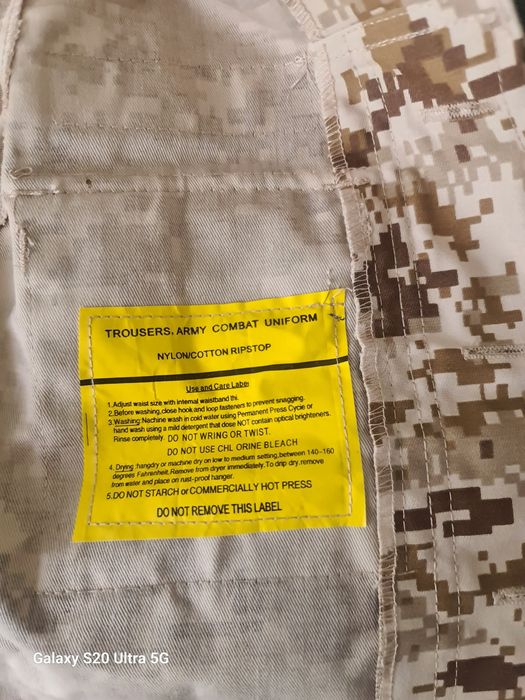 TROUSERS, ARMY COMBAT UNIFORM
NYLON/COTTON RIPSTOP
Use and Care Label
1.Adjust waist size with internal waistband thi.
2.Before washing,close hook and loop fasteners to prevent snagging.
3.Washing: Nachine wash in cold water using Permanent Press Cycle or
hand wash using a mild detergent that dose NOT contain optical brighteners.
Rinse completely. DO NOT WRING OR TWIST.
DO NOT USE CHL ORINE BLEACH
4. Drying :hangdry or machine dry on low to medium setting,between 140-160
degrees Fahrenheit.Remove from dryer immediately.To drip dry.remove
from water and place on rust-proof hanger.
5.DO NOT STARCH or COMMERCIALLY HOT PRESS
DO NOT REMOVE THIS LABEL
Galaxy S20 Ultra 5G